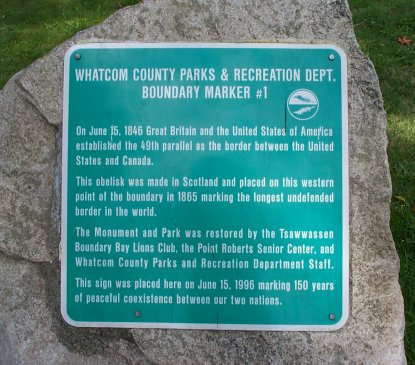 WHATCOM COUNTY PARKS & RECREATION DEPT.
BOUNDARY MARKER #1
On June 15, 1846 Great Britain and the United States of America
established the 49th parallel as the border between the United
States and Canada.
This obelisk was made in Scotland and placed on this western
point of the boundary in 1865 marking the longest undefended
border in the world.
The Monument and Park was restored by the Tsawwassen
Boundary Bay Lions Club, the Point Roberts Senior Center, and
Whatcom County Parks and Recreation Department Staff.
This sign was placed here on June 15, 1996 marking 150 years
of peaceful coexistence between our two nations.